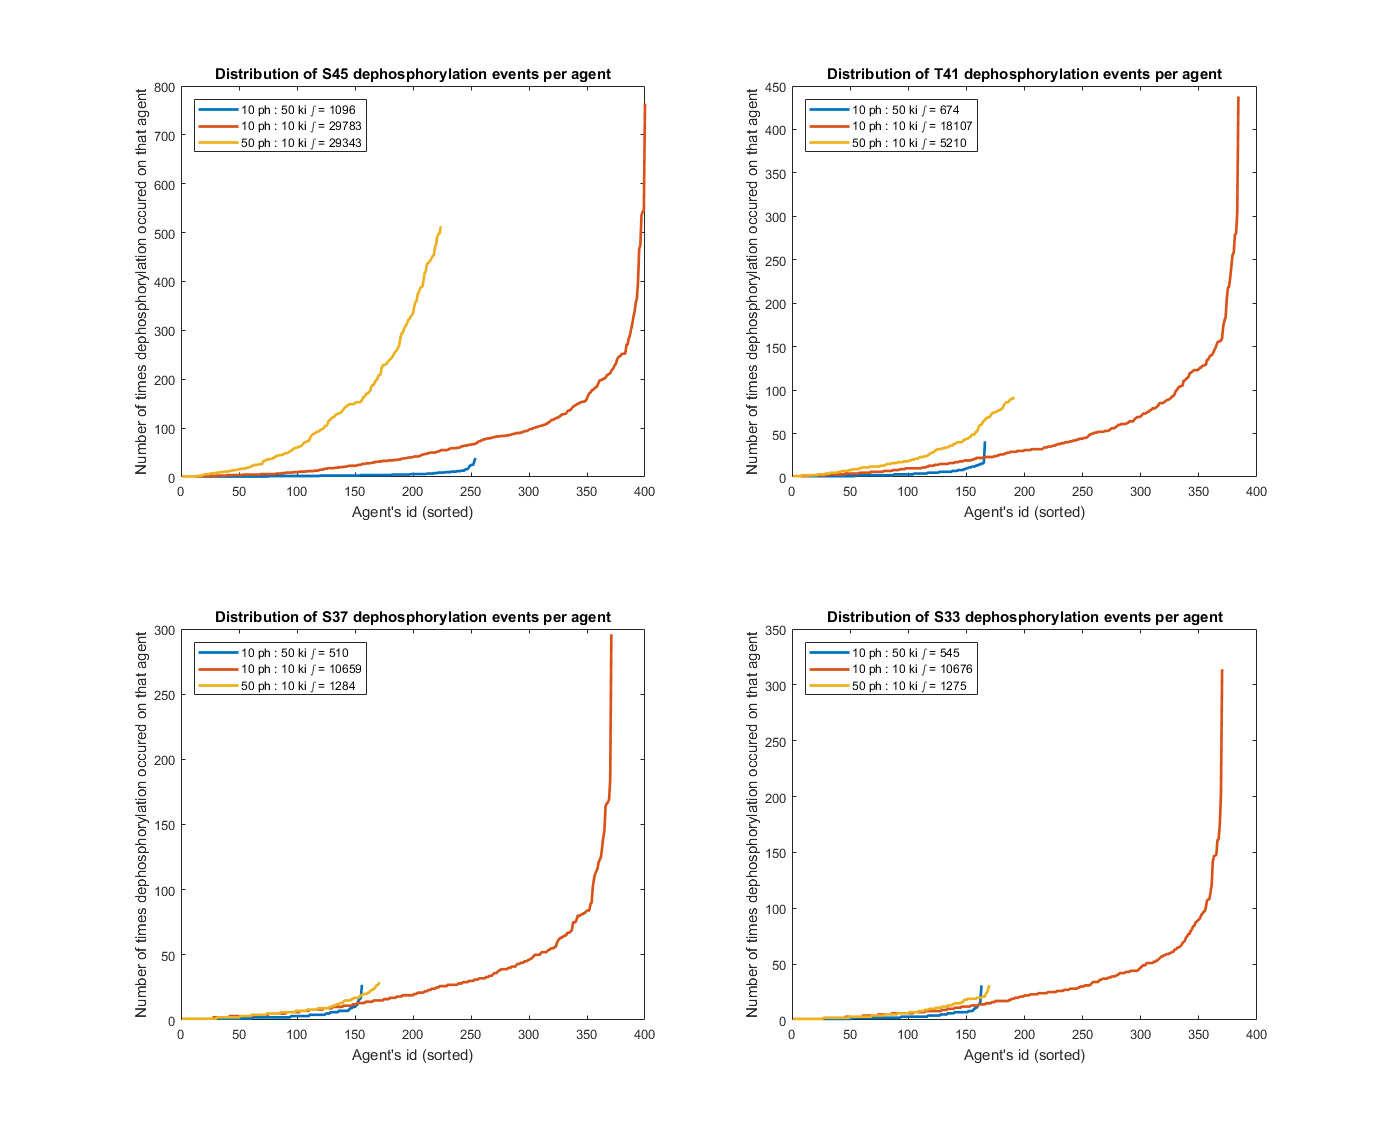 Distribution of S45 dephosphorylation events per agent
Number of times dephosphorylation occured on that agent
800
700
600
500
400
300
200
100
0
10 ph : 50 ki ∫ = 1096
10 ph : 10 ki ∫ = 29783
50 ph : 10 ki ∫ = 29343
0 50 100 150 200 250 300 350 400
Agent's id (sorted)
Distribution of T41 dephosphorylation events per agent
Number of times dephosphorylation occured on that agent
450
400
350
300
250
200
150
100
50
0
10 ph : 50 ki ∫ = 674
10 ph : 10 ki ∫ = 18107
50 ph : 10 ki ∫ = 5210
0 50 100 150 200 250 300 350 400
Agent's id (sorted)
Distribution of S37 dephosphorylation events per agent
Number of times dephosphorylation occured on that agent
300
250
200
150
100
50
0
10 ph : 50 ki ∫ = 510
10 ph : 10 ki ∫ = 10659
50 ph : 10 ki ∫ = 1284
0 50 100 150 200 250 300 350 400
Agent's id (sorted)
Distribution of S33 dephosphorylation events per agent
Number of times dephosphorylation occured on that agent
350
300
250
200
150
100
50
0
10 ph : 50 ki ∫ = 545
10 ph : 10 ki ∫ = 10676
50 ph : 10 ki ∫ = 1275
0 50 100 150 200 250 300 350 400
Agent's id (sorted)